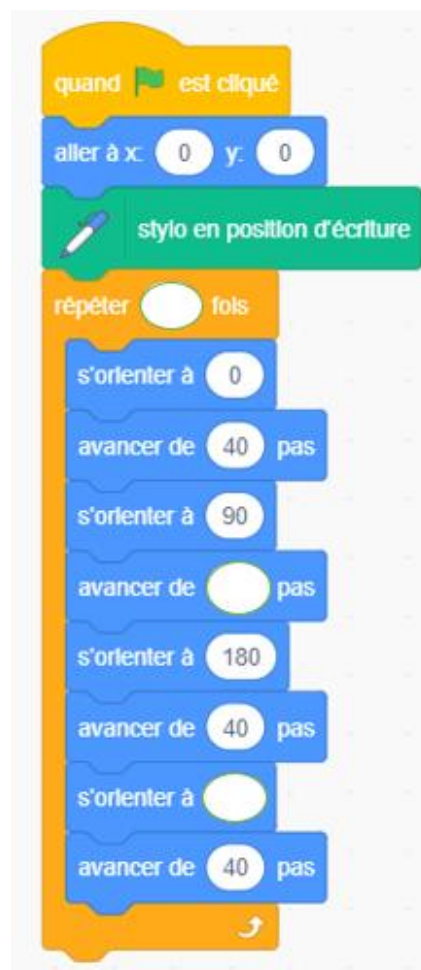 quand est cliqué
aller à x: 0 y: 0
stylo en position d'écriture
répéter fois
s'orienter à 0
avancer de 40 pas
s'orienter à 90
avancer de pas
s'orienter à 180
avancer de 40 pas
s'orienter à
avancer de 40 pas